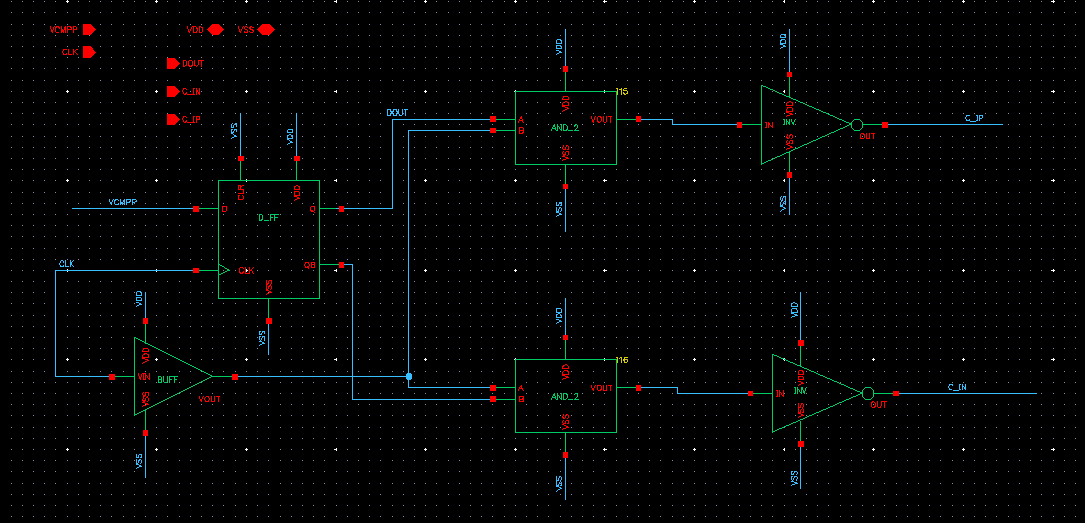 VCMPP
VDD
VSS
CLK
DOUT
C_IN
C_IP
VSS
VDD
CLR
VDD
VCMPP
D
Q
D_FF
CLK
CLK
QB
VSS
VSS
VDD
VDD
VIN
BUFF
VSS
VOUT
VSS
DOUT
VDD
I15
VDD
A
VOUT
B
AND_2
VSS
VSS
VDD
VDD
IN
INV
VSS
OUT
VSS
C_IP
VDD
I16
VDD
A
VOUT
B
AND_2
VSS
VSS
VDD
VDD
IN
INV
VSS
OUT
VSS
C_IN